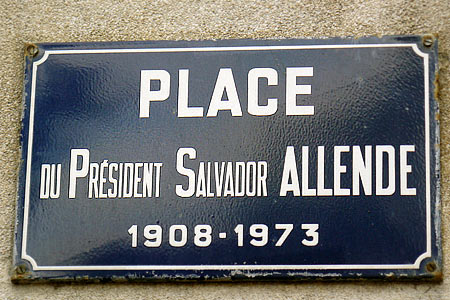 PLACE
DU PRÉSIDENT SALVADOR ALLENDE
1908-1973